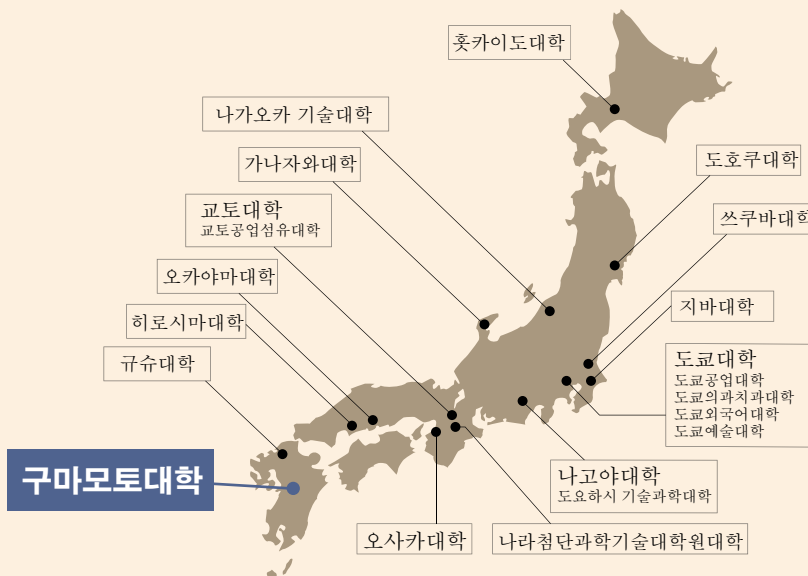 홋카이도대학
나가오카 기술대학
가나자와대학
도호쿠대학
교토대학
교토공업섬유대학
쓰쿠바대학
오카야마대학
지바대학
히로시마대학
규슈대학
도쿄대학
도쿄공업대학
도쿄의과치과대학
도쿄외국어대학
도쿄예술대학
구마모토대학
나고야대학
도요하시 기술과학대학
오사카대학
나라첨단과학기술대학원대학